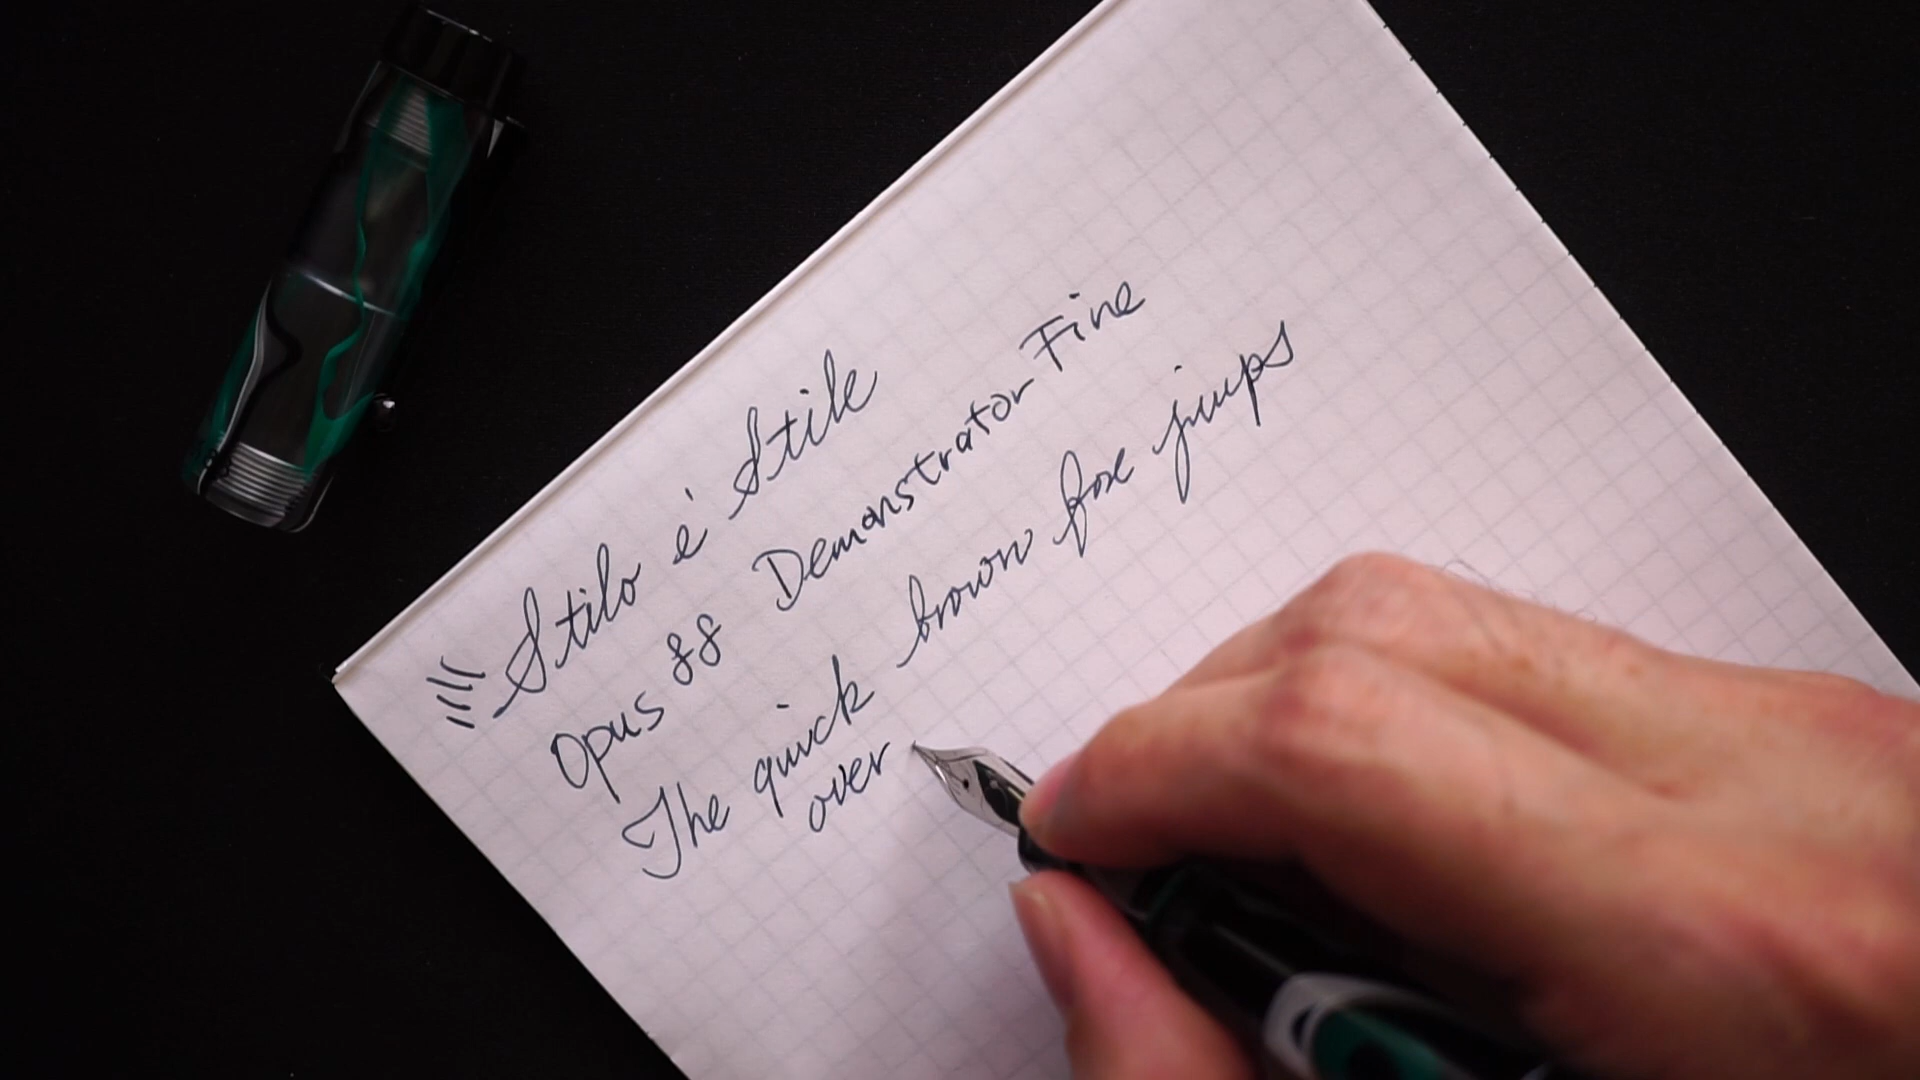 Stilo è Stile
Opus 88 Demonstrator Fine
The quick brown fox jumps
over